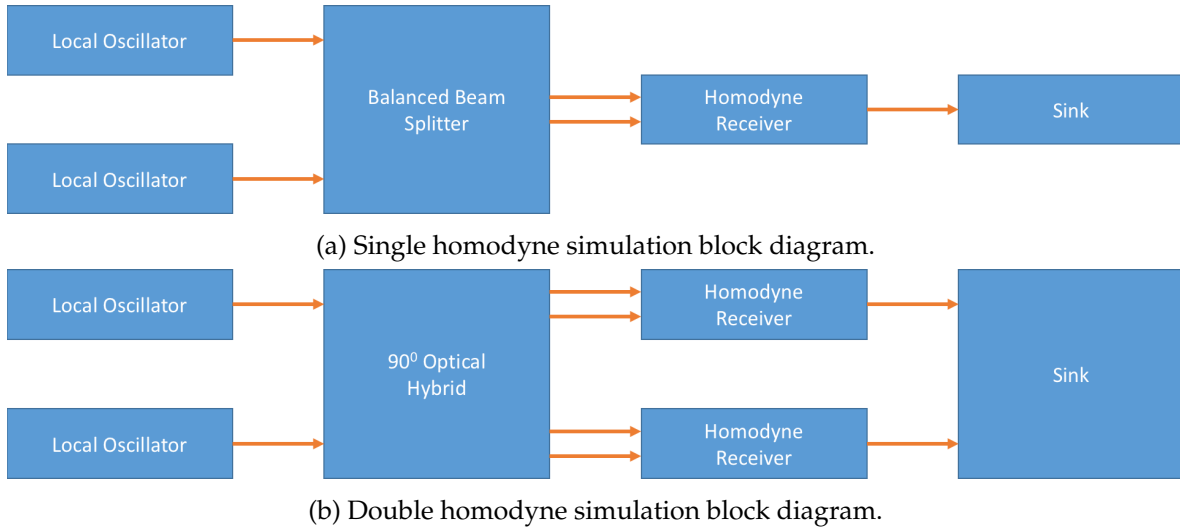 Local Oscillator
Balanced Beam
Splitter
Homodyne
Receiver
Sink
Local Oscillator
(a) Single homodyne simulation block diagram.
Local Oscillator
90⁰ Optical
Hybrid
Homodyne
Receiver
Sink
Local Oscillator
Homodyne
Receiver
(b) Double homodyne simulation block diagram.